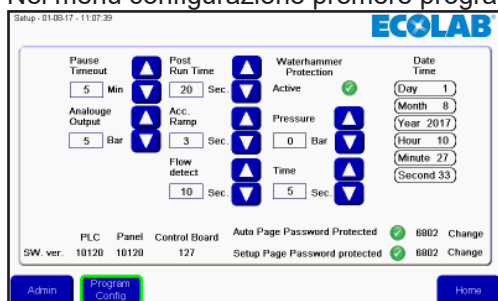 Nel menu configurazione premere progra
Setup - 01-08-17 - 11:07:39
ECOLAB
Pause Timeout
5 Min
Analouge Output
5 Bar
Post Run Time
20 Sec.
Acc. Ramp
3 Sec.
Flow detect
10 Sec.
Waterhammer Protection
Active
Pressure
0 Bar
Time
5 Sec.
Date Time
Day 1
Month 8
Year 2017
Hour 10
Minute 27
Second 33
PLC Panel Control Board
SW. ver. 10120 10120 127
Auto Page Password Protected 6802 Change
Setup Page Password protected 6802 Change
Admin
Program Config
Home